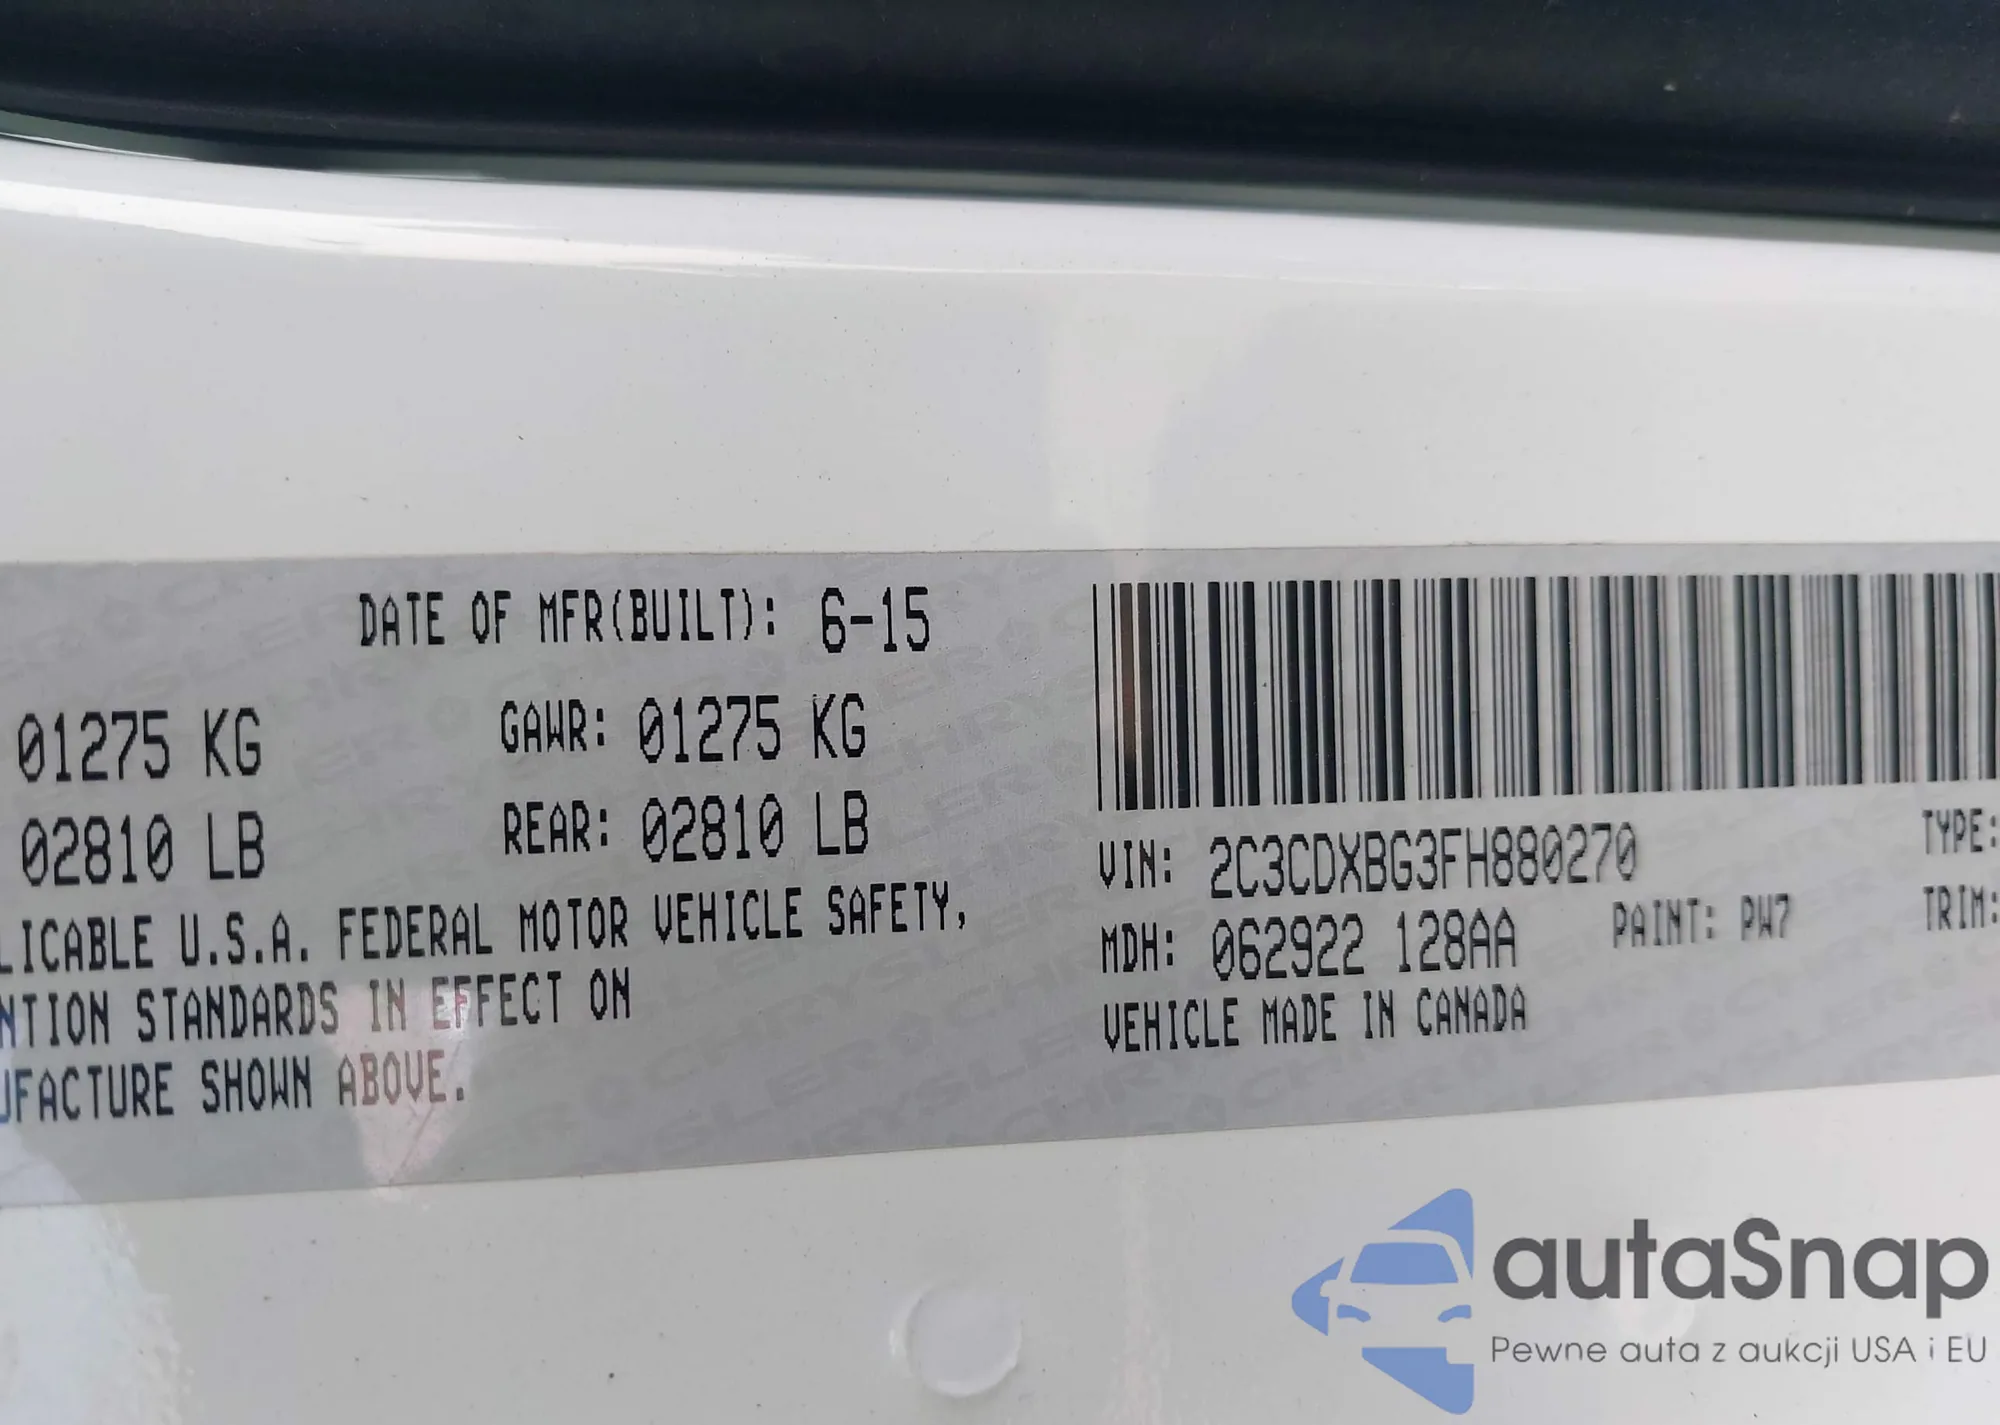 DATE OF MFR(BUILT): 6-15
01275 KG GAWR: 01275 KG
02810 LB REAR: 02810 LB
LICABLE U.S.A. FEDERAL MOTOR VEHICLE SAFETY,
NTION STANDARDS IN EFFECT ON
UFACTURE SHOWN ABOVE.
VIN: 2C3CDXBG3FH880270 TYPE:
MDH: 062922 128AA PAINT: PW7 TRIM:
VEHICLE MADE IN CANADA
autaSnap
Pewne auta z aukcji USA i EU